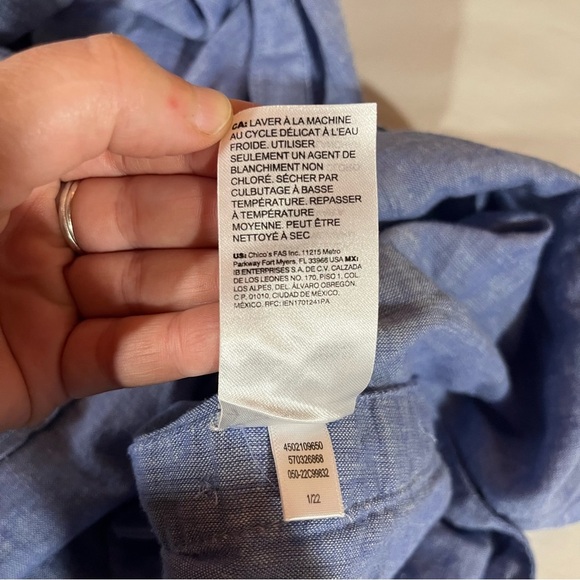 CA: LAVER À LA MACHINE
AU CYCLE DÉLICAT À L'EAU
FROIDE. UTILISER
SEULEMENT UN AGENT DE
BLANCHIMENT NON
CHLORÉ. SÉCHER PAR
CULBUTAGE À BASSE
TEMPÉRATURE. REPASSER
À TEMPÉRATURE
MOYENNE. PEUT ÊTRE
NETTOYÉ À SEC
US: Chico's FAS Inc. 11215 Metro
Parkway Fort Myers, FL 33966 USA MX:
IB ENTERPRISES S.A. DE C.V. CALZADA
DE LOS LEONES NO. 170, PISO 1, COL.
LOS ALPES, DEL. ÁLVARO OBREGÓN,
C.P. 01010, CIUDAD DE MÉXICO,
MÉXICO. RFC: IEN1701241PA
4502109650
570326868
050-22C99832
1/22